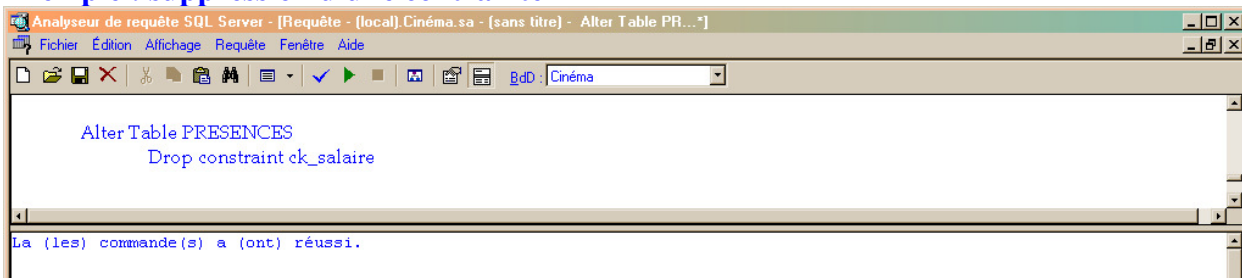 Analyseur de requête SQL Server - [Requête - (local).Cinéma.sa - (sans titre) - Alter Table PR...*]
Fichier Édition Affichage Requête Fenêtre Aide
BdD : Cinéma
Alter Table PRESENCES
Drop constraint ck_salaire
La (les) commande(s) a (ont) réussi.